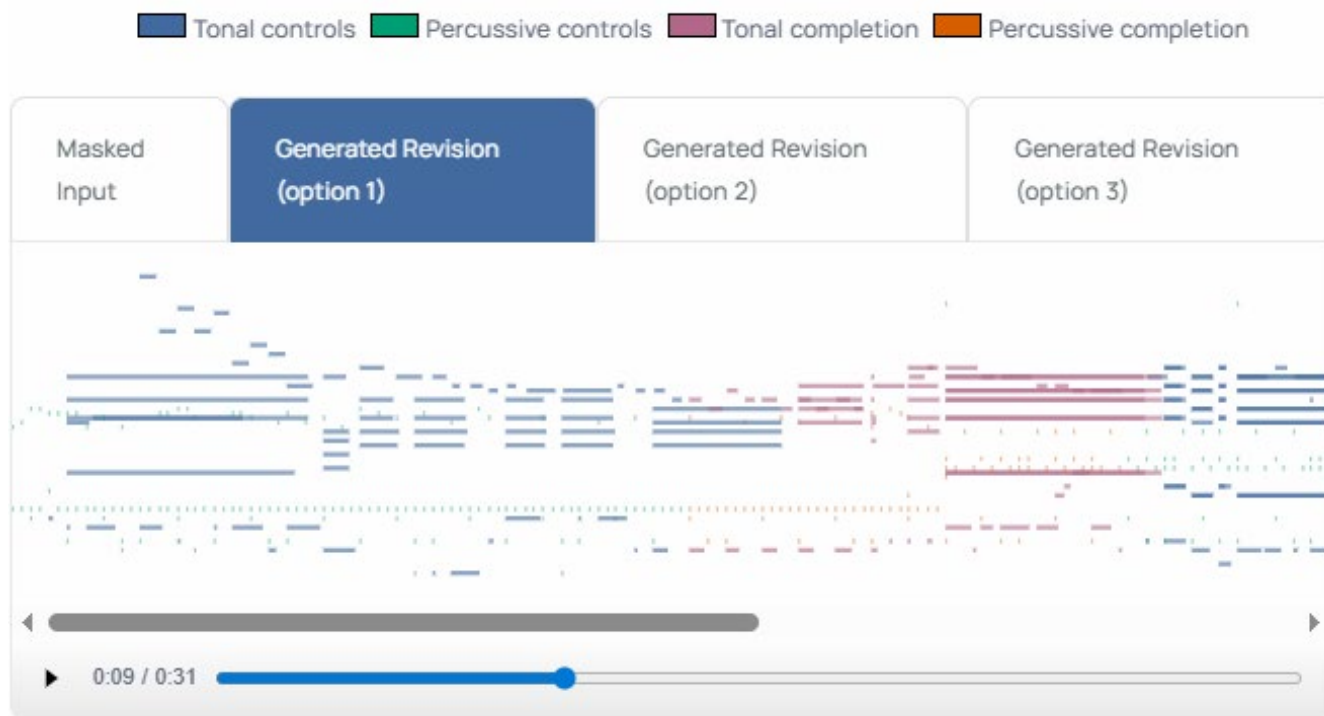 Tonal controls Percussive controls Tonal completion Percussive completion
Masked
Input
Generated Revision
(option 1)
Generated Revision
(option 2)
Generated Revision
(option 3)
0:09 / 0:31